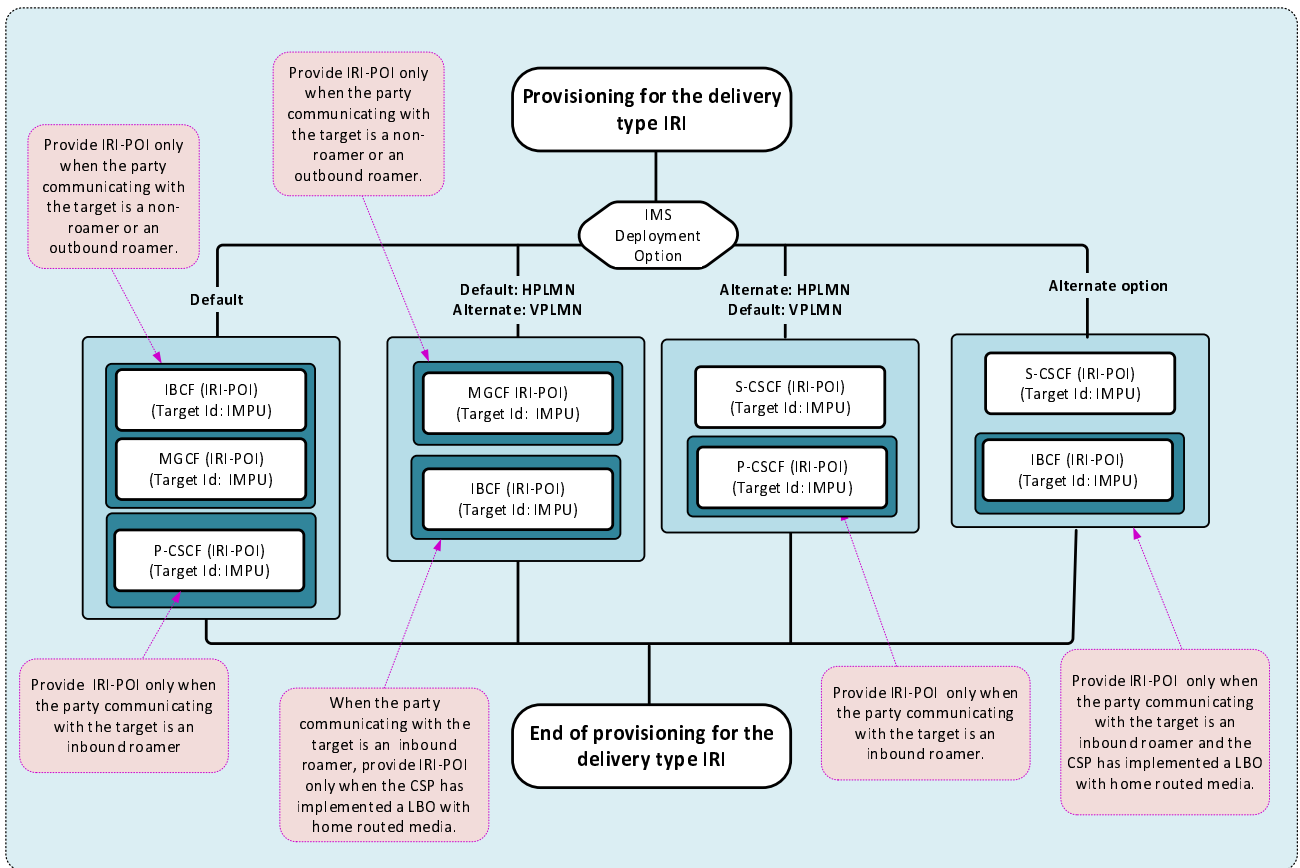 Provisioning for the delivery
type IRI
Provide IRI-POI only
when the party
communicating with
the target is a non-
roamer or an
outbound roamer.
Provide IRI-POI only
when the party
communicating with
the target is a non-
roamer or an
outbound roamer.
IMS
Deployment
Option
Default
Default: HPLMN
Alternate: VPLMN
Alternate: HPLMN
Default: VPLMN
Alternate option
IBCF (IRI-POI)
(Target Id: IMPU)
MGCF (IRI-POI)
(Target Id: IMPU)
P-CSCF (IRI-POI)
(Target Id: IMPU)
MGCF IRI-POI)
(Target Id: IMPU)
IBCF (IRI-POI)
(Target Id: IMPU)
S-CSCF (IRI-POI)
(Target Id: IMPU)
P-CSCF (IRI-POI)
(Target Id: IMPU)
S-CSCF (IRI-POI)
(Target Id: IMPU)
IBCF (IRI-POI)
(Target Id: IMPU)
Provide IRI-POI only when
the party communicating
with the target is an
inbound roamer
When the party
communicating with the
target is an inbound
roamer, provide IRI-POI
only when the CSP has
implemented a LBO with
home routed media.
End of provisioning for the
delivery type IRI
Provide IRI-POI only when
the party communicating
with the target is an
inbound roamer.
Provide IRI-POI only when
the party communicating
with the target is an
inbound roamer and the
CSP has implemented a LBO
with home routed media.